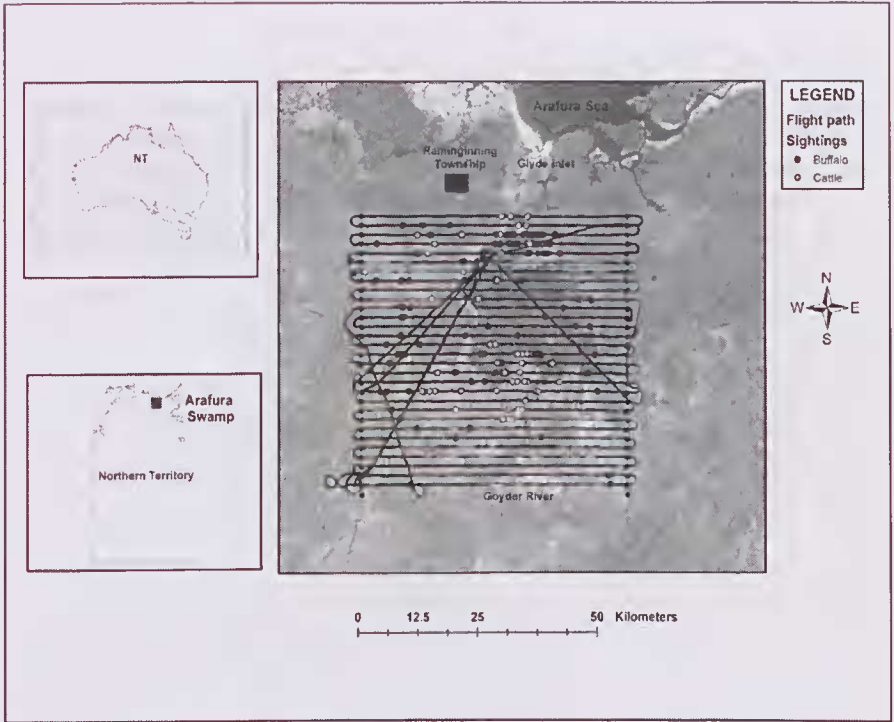 NT
Arafura
Swamp
Northern Territory
Arafura Sea
Ramingining
Township
Glyde Inlet
Goyder River
LEGEND
Flight path
Sightings
Buffalo
Cattle
N
W E
S
0 12.5 25 50 Kilometers